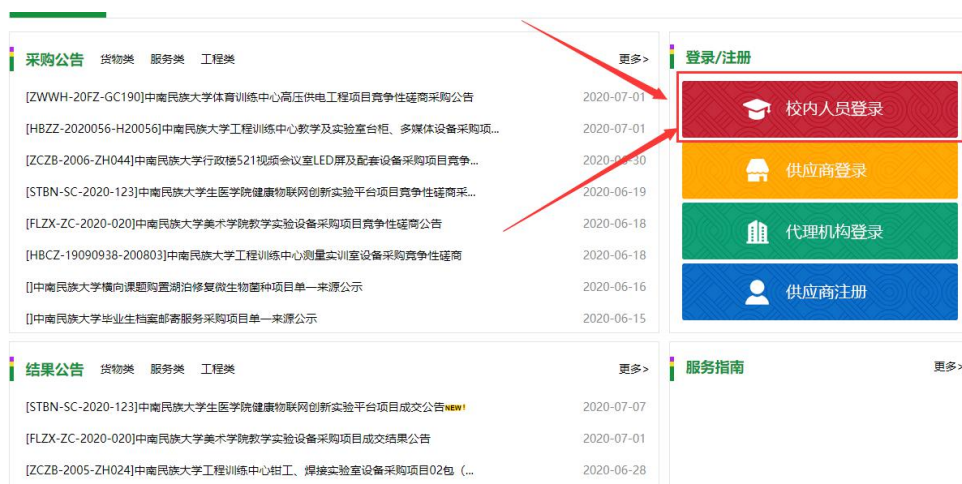 采购公告 货物类 服务类 工程类 更多>
[ZWWH-20FZ-GC190]中南民族大学体育训练中心高压供电工程项目竞争性磋商采购公告 2020-07-01
[HBZZ-2020056-H20056]中南民族大学工程训练中心教学及实验室台柜、多媒体设备采购项... 2020-07-01
[ZCZB-2006-ZH044]中南民族大学行政楼521视频会议室LED屏及配套设备采购项目竞争... 2020-06-30
[STBN-SC-2020-123]中南民族大学生医学院健康物联网创新实验平台项目竞争性磋商采... 2020-06-19
[FLZX-ZC-2020-020]中南民族大学美术学院教学实验设备采购项目竞争性磋商公告 2020-06-18
[HBCZ-19090938-200803]中南民族大学工程训练中心测量实训室设备采购竞争性磋商 2020-06-18
[]中南民族大学横向课题购置湖泊修复微生物菌种项目单一来源公示 2020-06-16
[]中南民族大学毕业生档案邮寄服务采购项目单一来源公示 2020-06-15
登录/注册
校内人员登录
供应商登录
代理机构登录
供应商注册
结果公告 货物类 服务类 工程类 更多>
[STBN-SC-2020-123]中南民族大学生医学院健康物联网创新实验平台项目成交公告NEW! 2020-07-07
[FLZX-ZC-2020-020]中南民族大学美术学院教学实验设备采购项目成交结果公告 2020-07-01
[ZCZB-2005-ZH024]中南民族大学工程训练中心钳工、焊接实验室设备采购项目02包（... 2020-06-28
服务指南 更多>